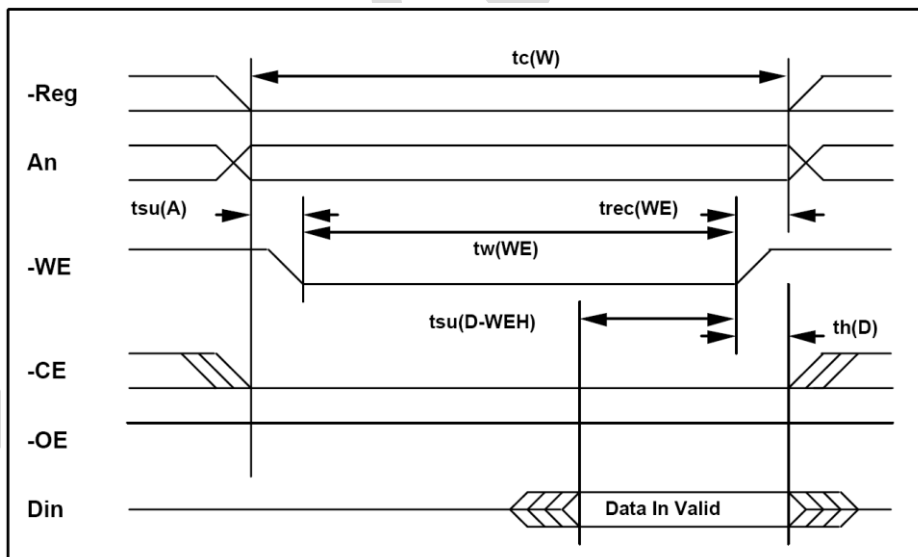 tc(W)
-Reg
An
tsu(A)
trec(WE)
-WE
tw(WE)
tsu(D-WEH)
th(D)
-CE
-OE
Din
Data In Valid